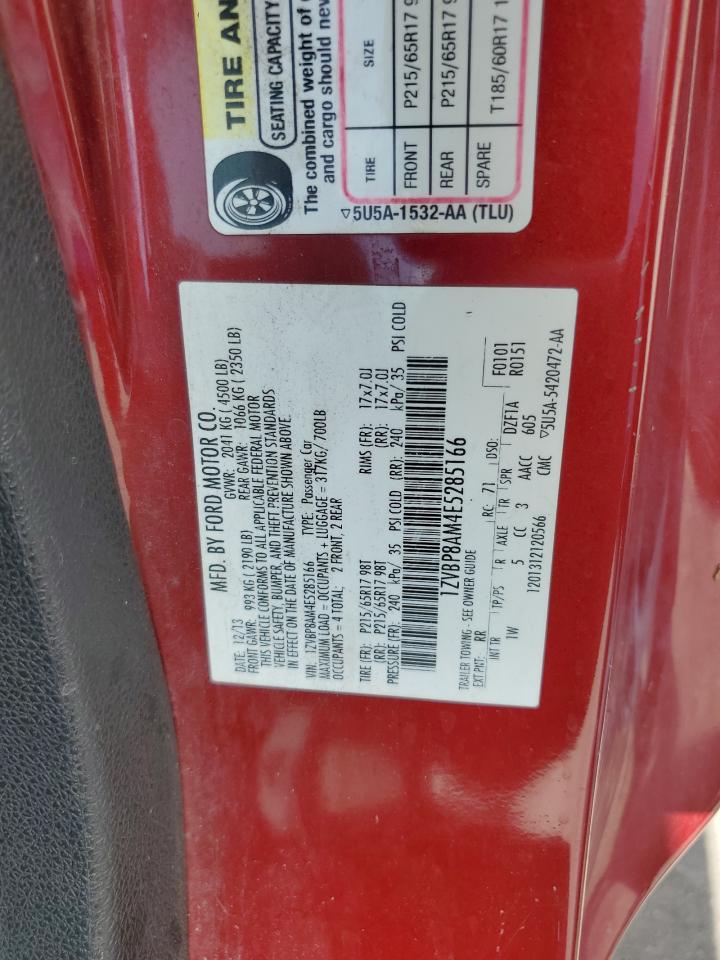 MFD. BY FORD MOTOR CO.
DATE: 12/13 GVWR: 2041 KG ( 4500 LB)
FRONT GAWR: 993 KG ( 2190 LB) REAR GAWR: 1066 KG ( 2350 LB)
THIS VEHICLE CONFORMS TO ALL APPLICABLE FEDERAL MOTOR
VEHICLE SAFETY, BUMPER, AND THEFT PREVENTION STANDARDS
IN EFFECT ON THE DATE OF MANUFACTURE SHOWN ABOVE.
VIN: 1ZVBP8AM4E5285166 TYPE: Passenger Car
MAXIMUM LOAD = OCCUPANTS + LUGGAGE = 317KG/ 700LB
OCCUPANTS = 4 TOTAL: 2 FRONT, 2 REAR
TIRE (FR): P215/65R17 98T RIMS (FR): 17x7.0J
(RR): P215/65R17 98T (RR): 17x7.0J
PRESSURE (FR): 240 kPa/ 35 PSI COLD (RR): 240 kPa/ 35 PSI COLD
1ZVBP8AM4E5285166
TRAILER TOWING - SEE OWNER GUIDE
EXT PNT: RR RC: 71 DSO: F0101
R0151
INT TR TP/PS R AXLE TR SPR DZF1A
1W 5 CC 3 AACC 605
1Z01312120566 CMC ▽5U5A-5420472-AA
TIRE AN
SEATING CAPACITY
The combined weight of
and cargo should nev
TIRE SIZE
FRONT P215/65R17 9
REAR P215/65R17 9
SPARE T185/60R17 1
▽5U5A-1532-AA (TLU)